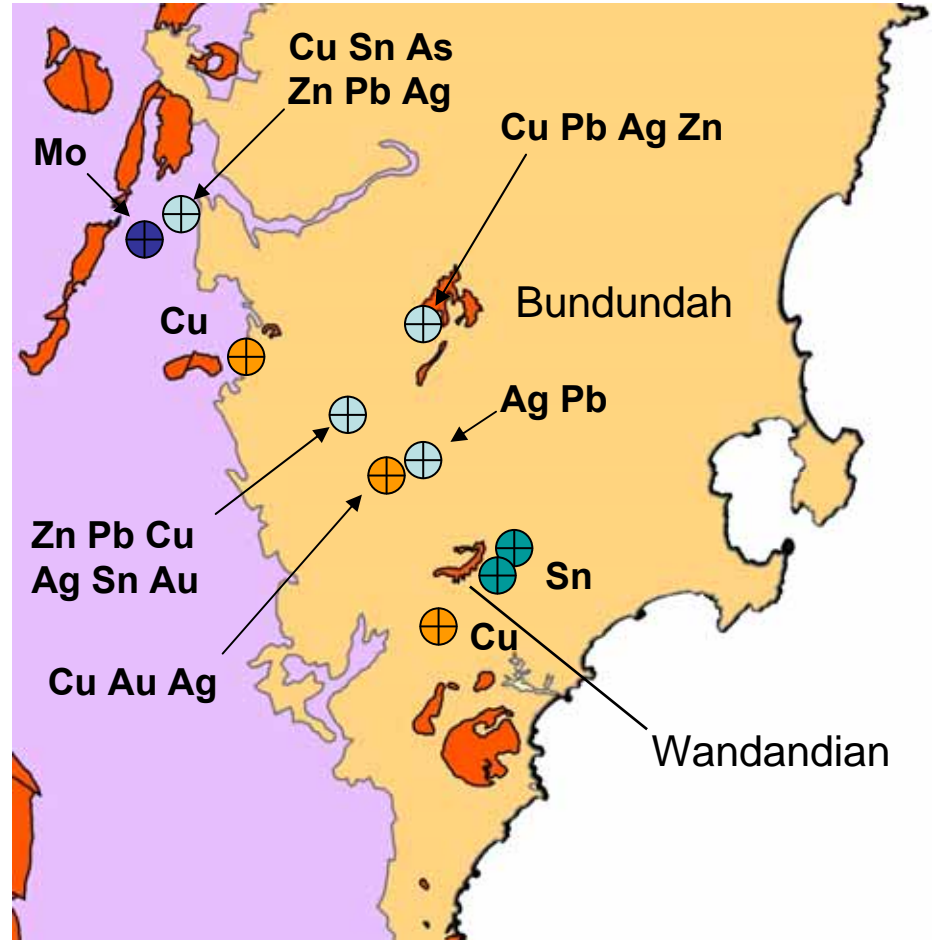 Cu Sn As
Zn Pb Ag
Cu Pb Ag Zn
Mo
Bundundah
Cu
Ag Pb
Zn Pb Cu
Ag Sn Au
Sn
Cu
Cu Au Ag
Wandandian